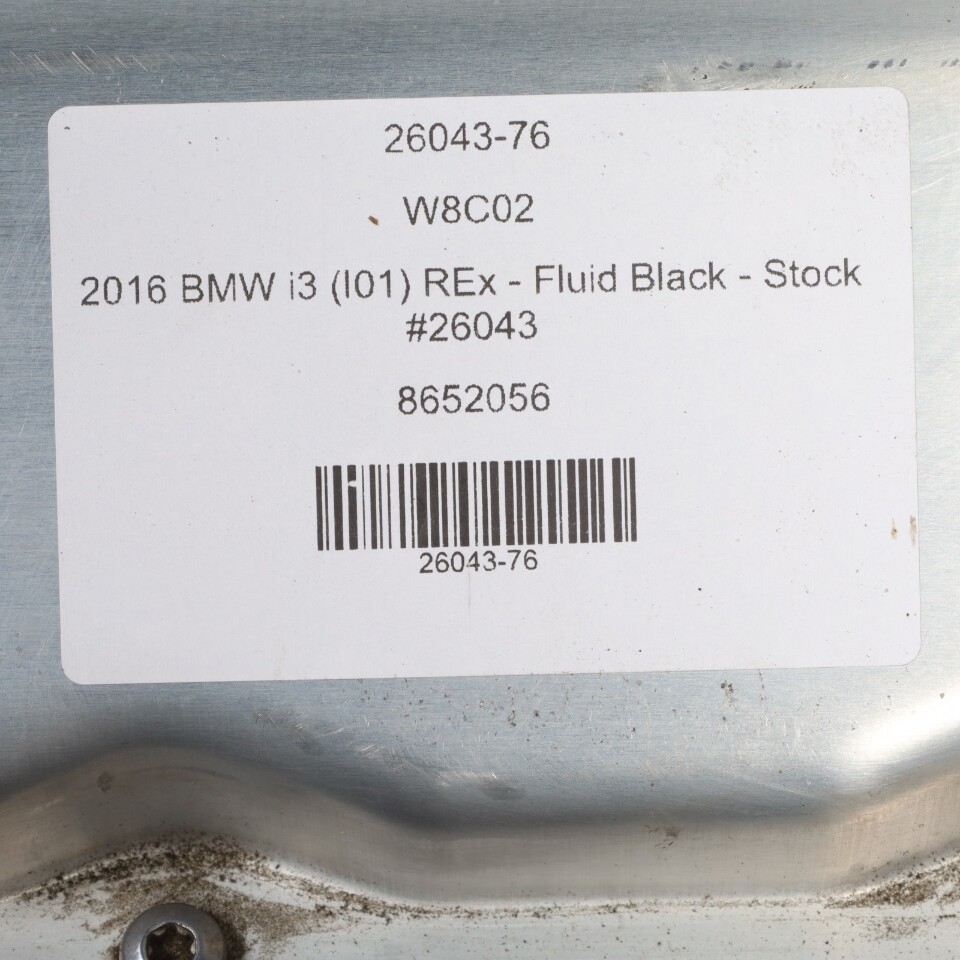 26043-76
W8C02
2016 BMW i3 (I01) REx - Fluid Black - Stock
#26043
8652056
26043-76